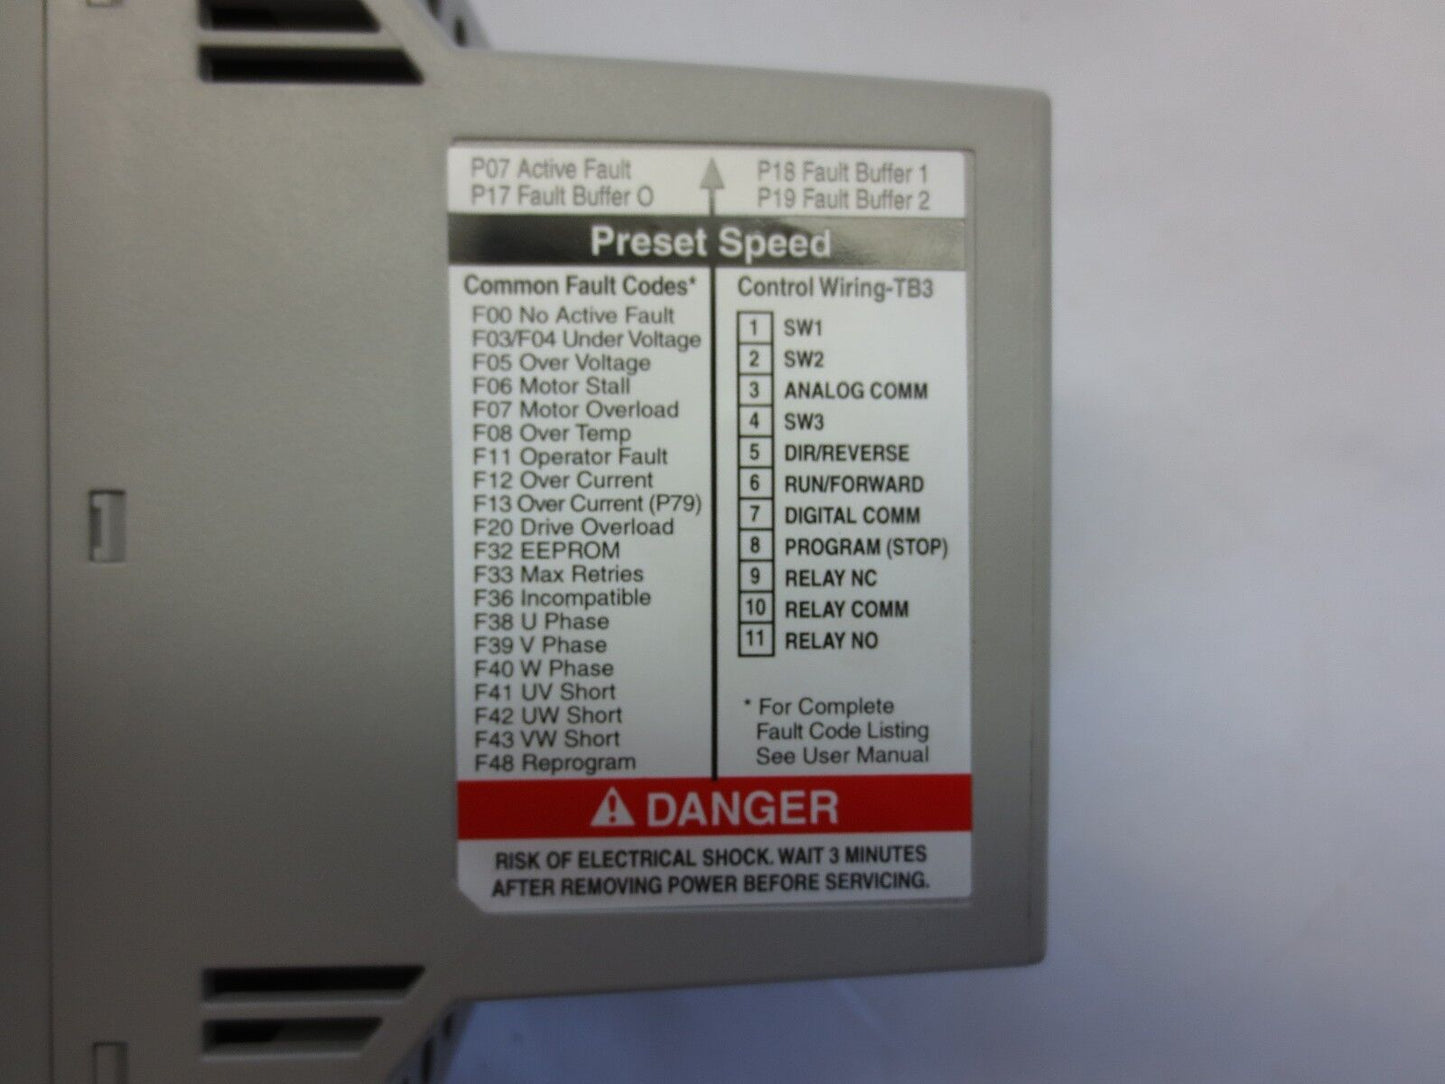 P07 Active Fault
P17 Fault Buffer O
P18 Fault Buffer 1
P19 Fault Buffer 2
Preset Speed
Common Fault Codes*
F00 No Active Fault
F03/F04 Under Voltage
F05 Over Voltage
F06 Motor Stall
F07 Motor Overload
F08 Over Temp
F11 Operator Fault
F12 Over Current
F13 Over Current (P79)
F20 Drive Overload
F32 EEPROM
F33 Max Retries
F36 Incompatible
F38 U Phase
F39 V Phase
F40 W Phase
F41 UV Short
F42 UW Short
F43 VW Short
F48 Reprogram
Control Wiring-TB3
1 SW1
2 SW2
3 ANALOG COMM
4 SW3
5 DIR/REVERSE
6 RUN/FORWARD
7 DIGITAL COMM
8 PROGRAM (STOP)
9 RELAY NC
10 RELAY COMM
11 RELAY NO
* For Complete
Fault Code Listing
See User Manual
DANGER
RISK OF ELECTRICAL SHOCK. WAIT 3 MINUTES
AFTER REMOVING POWER BEFORE SERVICING.